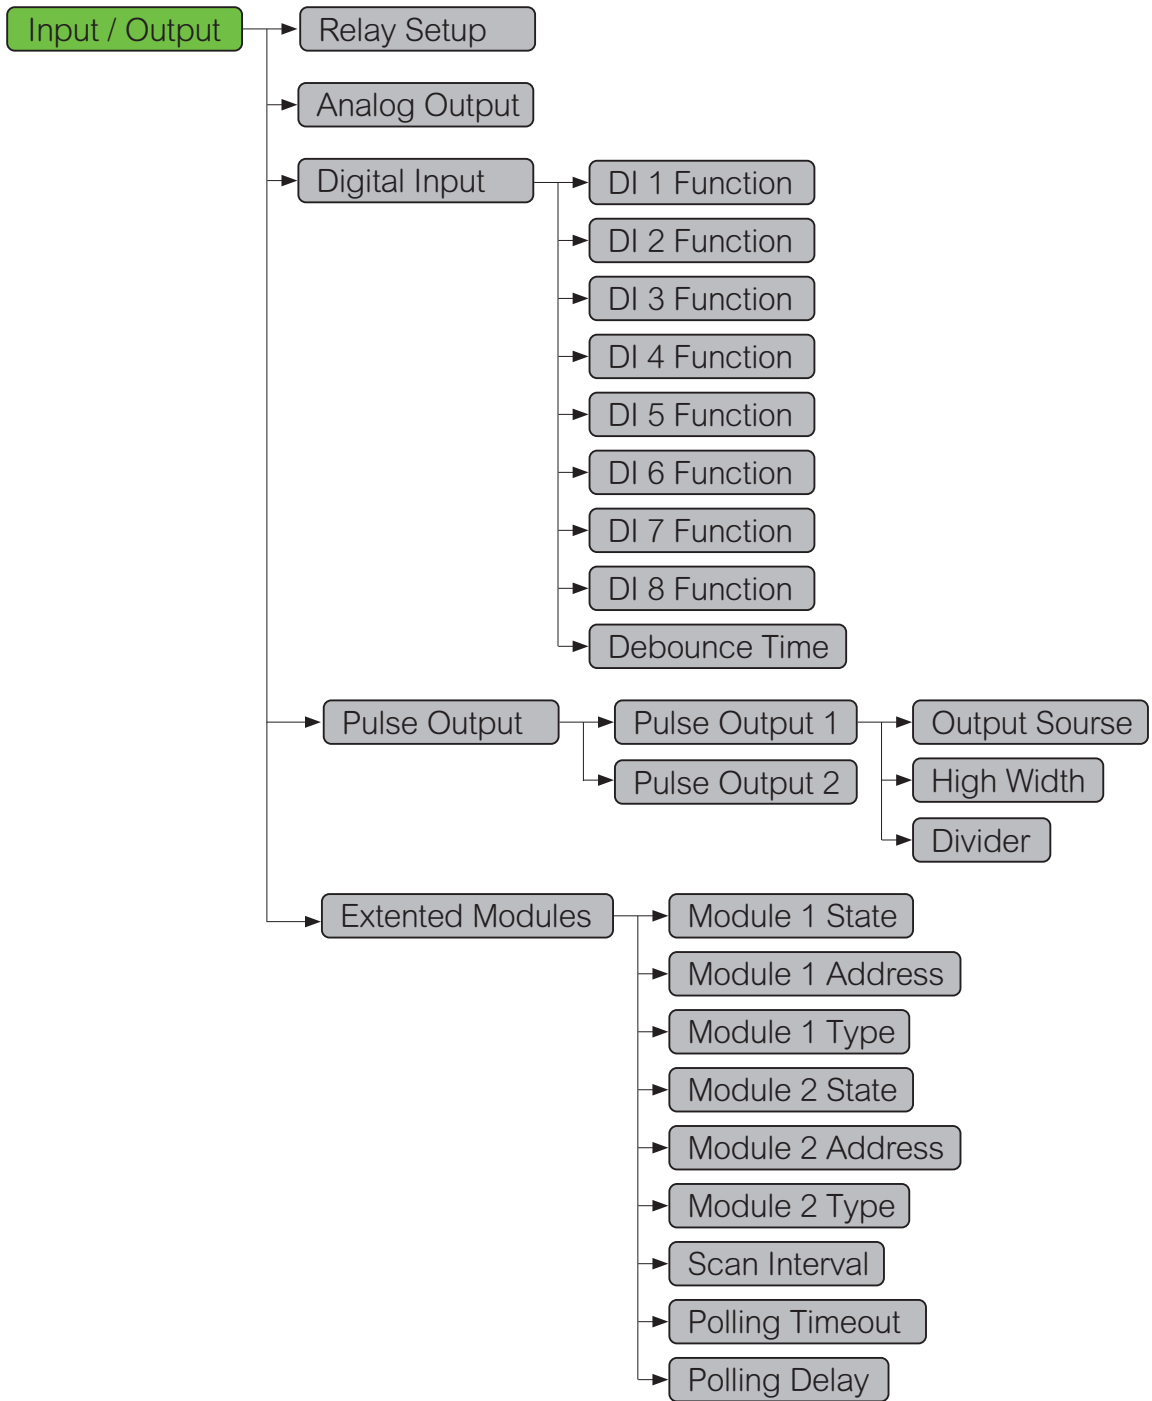 Input / Output
Relay Setup
Analog Output
Digital Input
DI 1 Function
DI 2 Function
DI 3 Function
DI 4 Function
DI 5 Function
DI 6 Function
DI 7 Function
DI 8 Function
Debounce Time
Pulse Output
Pulse Output 1
Output Sourse
High Width
Divider
Pulse Output 2
Extented Modules
Module 1 State
Module 1 Address
Module 1 Type
Module 2 State
Module 2 Address
Module 2 Type
Scan Interval
Polling Timeout
Polling Delay